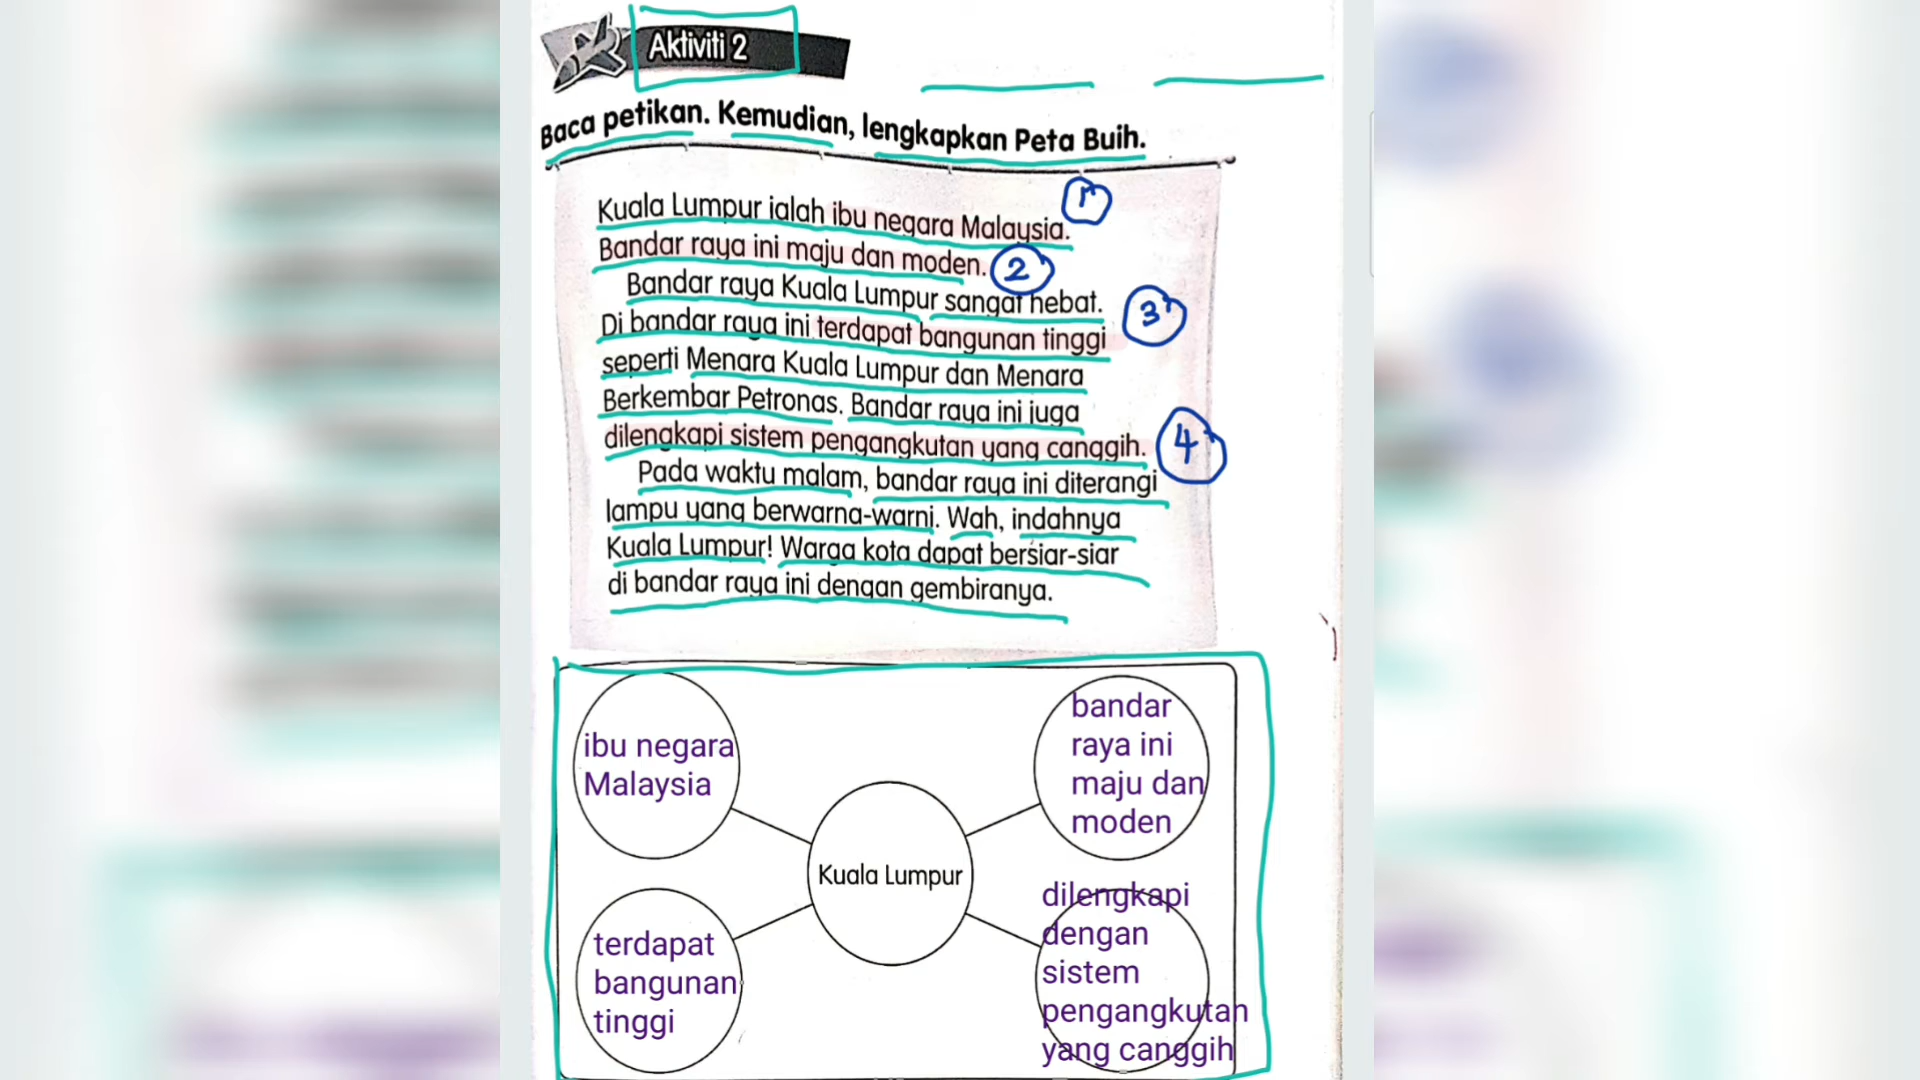 Aktiviti 2
Baca petikan. Kemudian, lengkapkan Peta Buih.
1
Kuala Lumpur ialah ibu negara Malaysia.
Bandar raya ini maju dan moden.
2
Bandar raya Kuala Lumpur sangat hebat.
3
Di bandar raya ini terdapat bangunan tinggi
seperti Menara Kuala Lumpur dan Menara
Berkembar Petronas. Bandar raya ini juga
dilengkapi sistem pengangkutan yang canggih.
4
Pada waktu malam, bandar raya ini diterangi
lampu yang berwarna-warni. Wah, indahnya
Kuala Lumpur! Warga kota dapat bersiar-siar
di bandar raya ini dengan gembiranya.
ibu negara
Malaysia
bandar
raya ini
maju dan
moden
Kuala Lumpur
terdapat
bangunan
tinggi
dilengkapi
dengan
sistem
pengangkutan
yang canggih